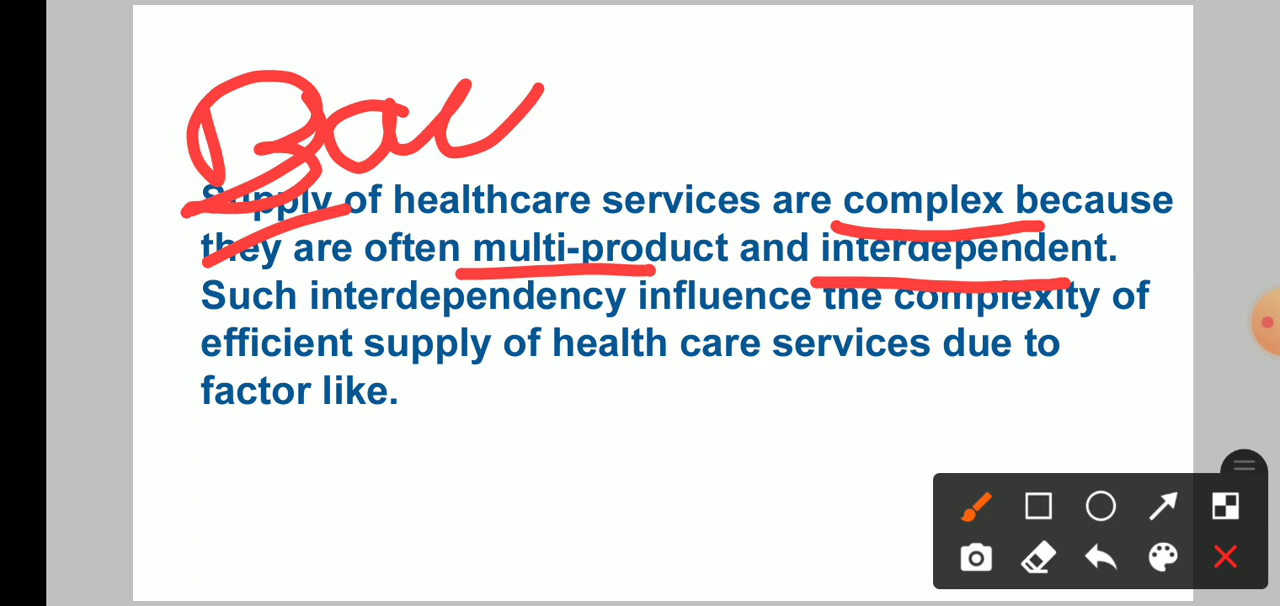 Supply of healthcare services are complex because
they are often multi-product and interdependent.
Such interdependency influence the complexity of
efficient supply of health care services due to
factor like.